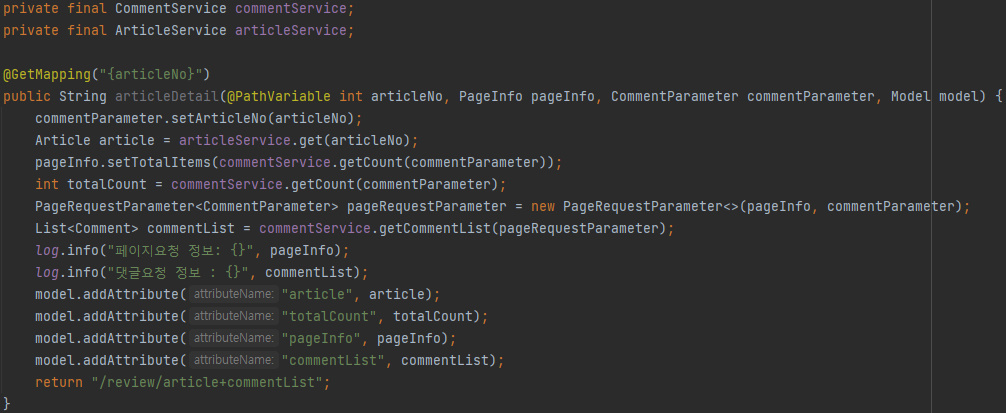 private final CommentService commentService;
private final ArticleService articleService;
@GetMapping("{articleNo}")
public String articleDetail(@PathVariable int articleNo, PageInfo pageInfo, CommentParameter commentParameter, Model model) {
commentParameter.setArticleNo(articleNo);
Article article = articleService.get(articleNo);
pageInfo.setTotalItems(commentService.getCount(commentParameter));
int totalCount = commentService.getCount(commentParameter);
PageRequestParameter<CommentParameter> pageRequestParameter = new PageRequestParameter<>(pageInfo, commentParameter);
List<Comment> commentList = commentService.getCommentList(pageRequestParameter);
log.info("페이지요청 정보: {}", pageInfo);
log.info("댓글요청 정보 : {}", commentList);
model.addAttribute( attributeName: "article", article);
model.addAttribute( attributeName: "totalCount", totalCount);
model.addAttribute( attributeName: "pageInfo", pageInfo);
model.addAttribute( attributeName: "commentList", commentList);
return "/review/article+commentList";
}